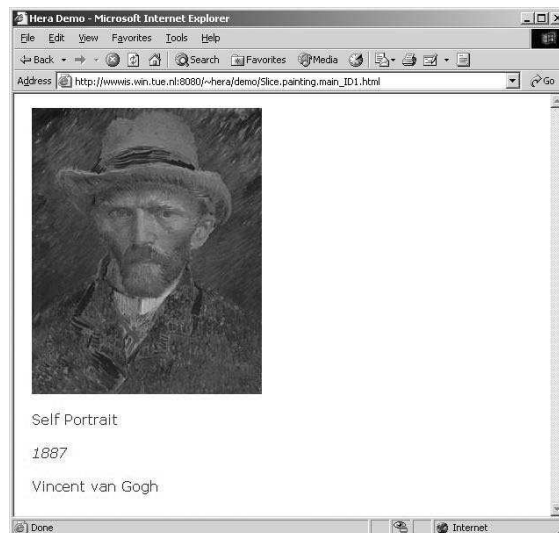 Hera Demo - Microsoft Internet Explorer
File Edit View Favorites Tools Help
Back Search Favorites Media
Address http://wwwis.win.tue.nl:8080/~hera/demo/Slice.painting.main_ID1.html Go
Self Portrait
1887
Vincent van Gogh
Done Internet